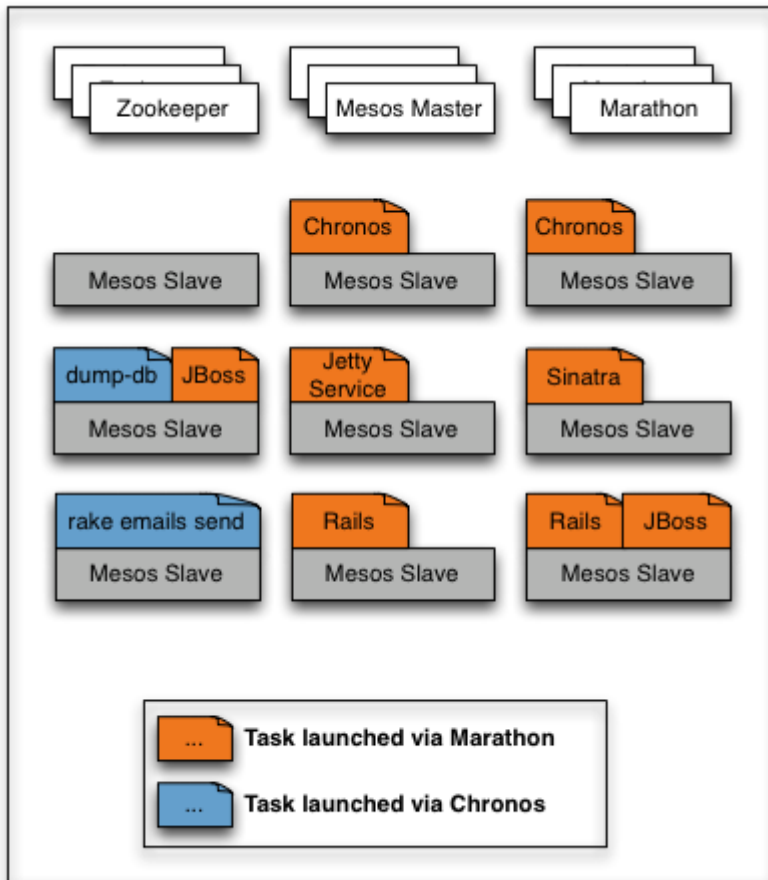 Zookeeper
Mesos Master
Marathon
Chronos
Chronos
Mesos Slave
Mesos Slave
Mesos Slave
dump-db
JBoss
Jetty
Service
Sinatra
Mesos Slave
Mesos Slave
Mesos Slave
rake emails send
Rails
Rails
JBoss
Mesos Slave
Mesos Slave
Mesos Slave
... Task launched via Marathon
... Task launched via Chronos